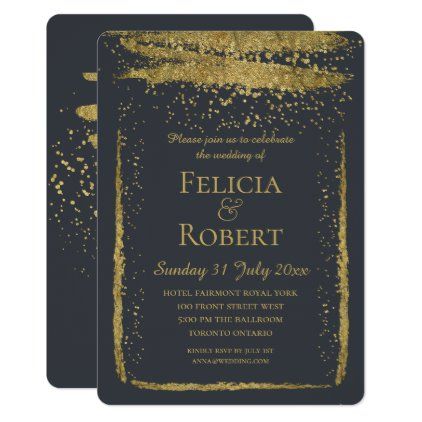 Please join us to celebrate
the wedding of
FELICIA
&
ROBERT
Sunday 31 July 20xx
HOTEL FAIRMONT ROYAL YORK
100 FRONT STREET WEST
5:00 PM THE BALLROOM
TORONTO ONTARIO
KINDLY RSVP BY JULY 1ST
ANNA@WEDDING.COM